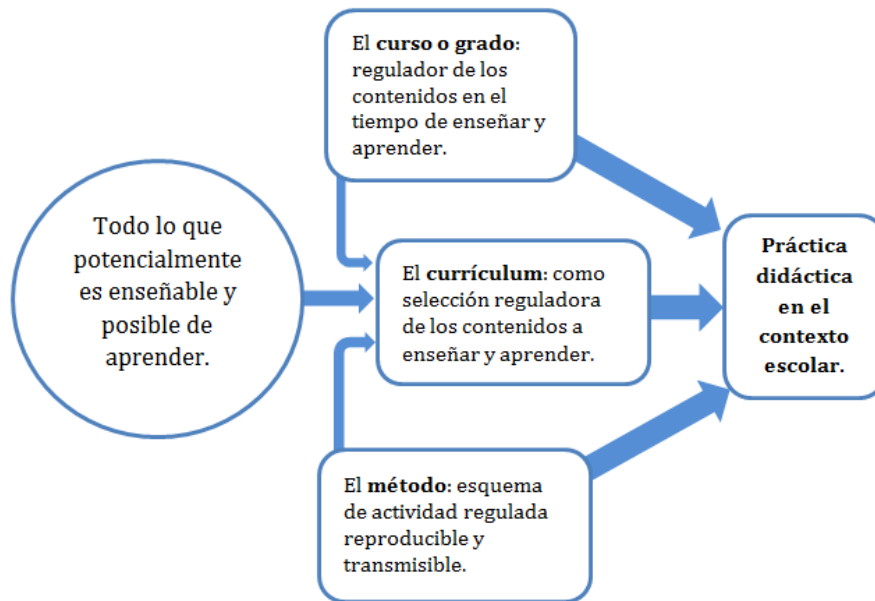 El curso o grado:
regulador de los
contenidos en el
tiempo de enseñar y
aprender.
Todo lo que
potencialmente
es enseñable y
posible de
aprender.
El currículum: como
selección reguladora
de los contenidos a
enseñar y aprender.
Práctica
didáctica
en el
contexto
escolar.
El método: esquema
de actividad regulada
reproducible y
transmisible.